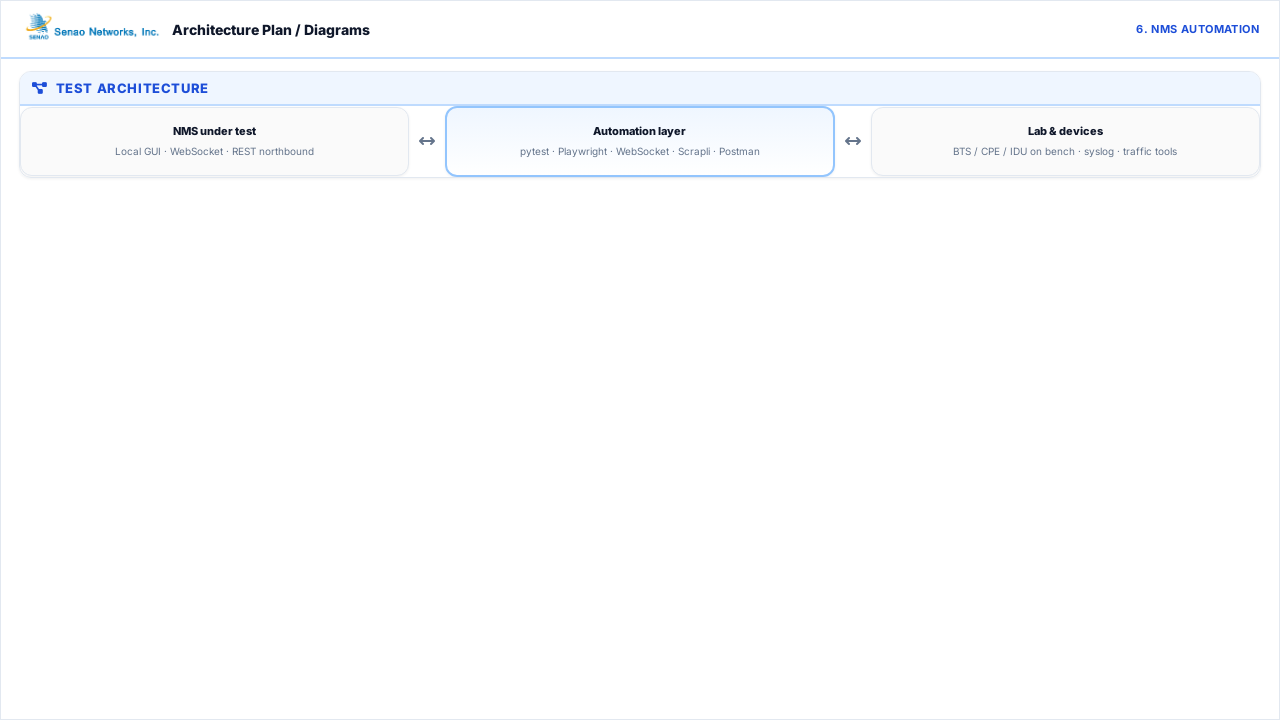 SENAO
Senao Networks, Inc.
Architecture Plan / Diagrams
6. NMS AUTOMATION
TEST ARCHITECTURE
NMS under test
Local GUI · WebSocket · REST northbound
Automation layer
pytest · Playwright · WebSocket · Scrapli · Postman
Lab & devices
BTS / CPE / IDU on bench · syslog · traffic tools